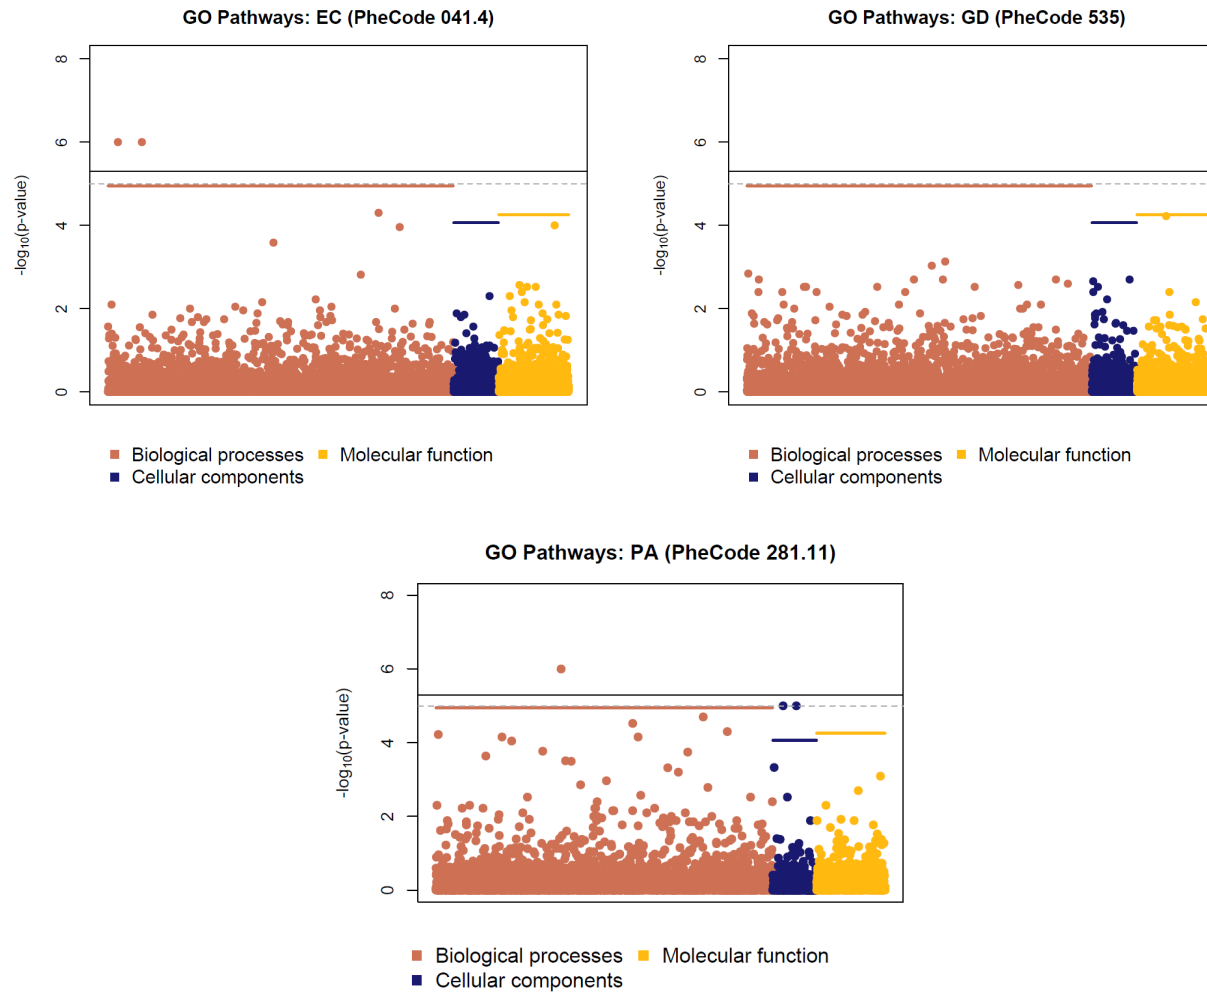 GO Pathways: EC (PheCode 041.4)
-log10(p-value)
8
6
4
2
0
Biological processes
Molecular function
Cellular components
GO Pathways: GD (PheCode 535)
-log10(p-value)
8
6
4
2
0
Biological processes
Molecular function
Cellular components
GO Pathways: PA (PheCode 281.11)
-log10(p-value)
8
6
4
2
0
Biological processes
Molecular function
Cellular components